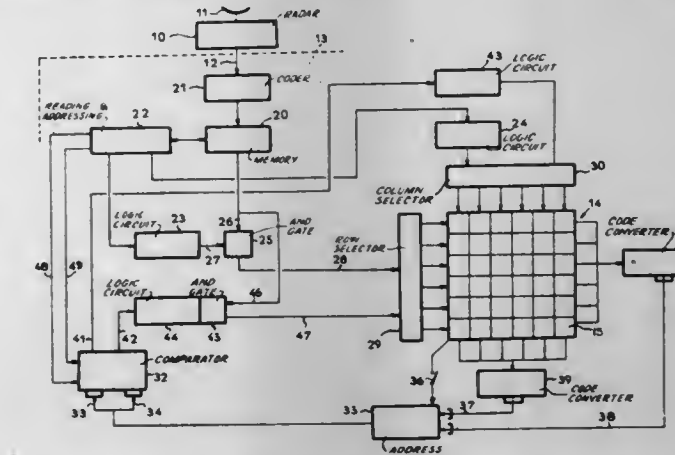 11
RADAR
10
13
12
43
LOGIC CIRCUIT
21
CODER
READING & ADDRESSING
22
20
24
MEMORY
LOGIC CIRCUIT
30
COLUMN SELECTOR
14
CODE CONVERTER
LOGIC CIRCUIT
23
26
AND GATE
25
27
ROW SELECTOR
28
48
49
LOGIC CIRCUIT
AND GATE
46
47
41
42
44
43
29
15
COMPARATOR
32
36
39
CODE CONVERTER
33
34
33
37
38
ADDRESS